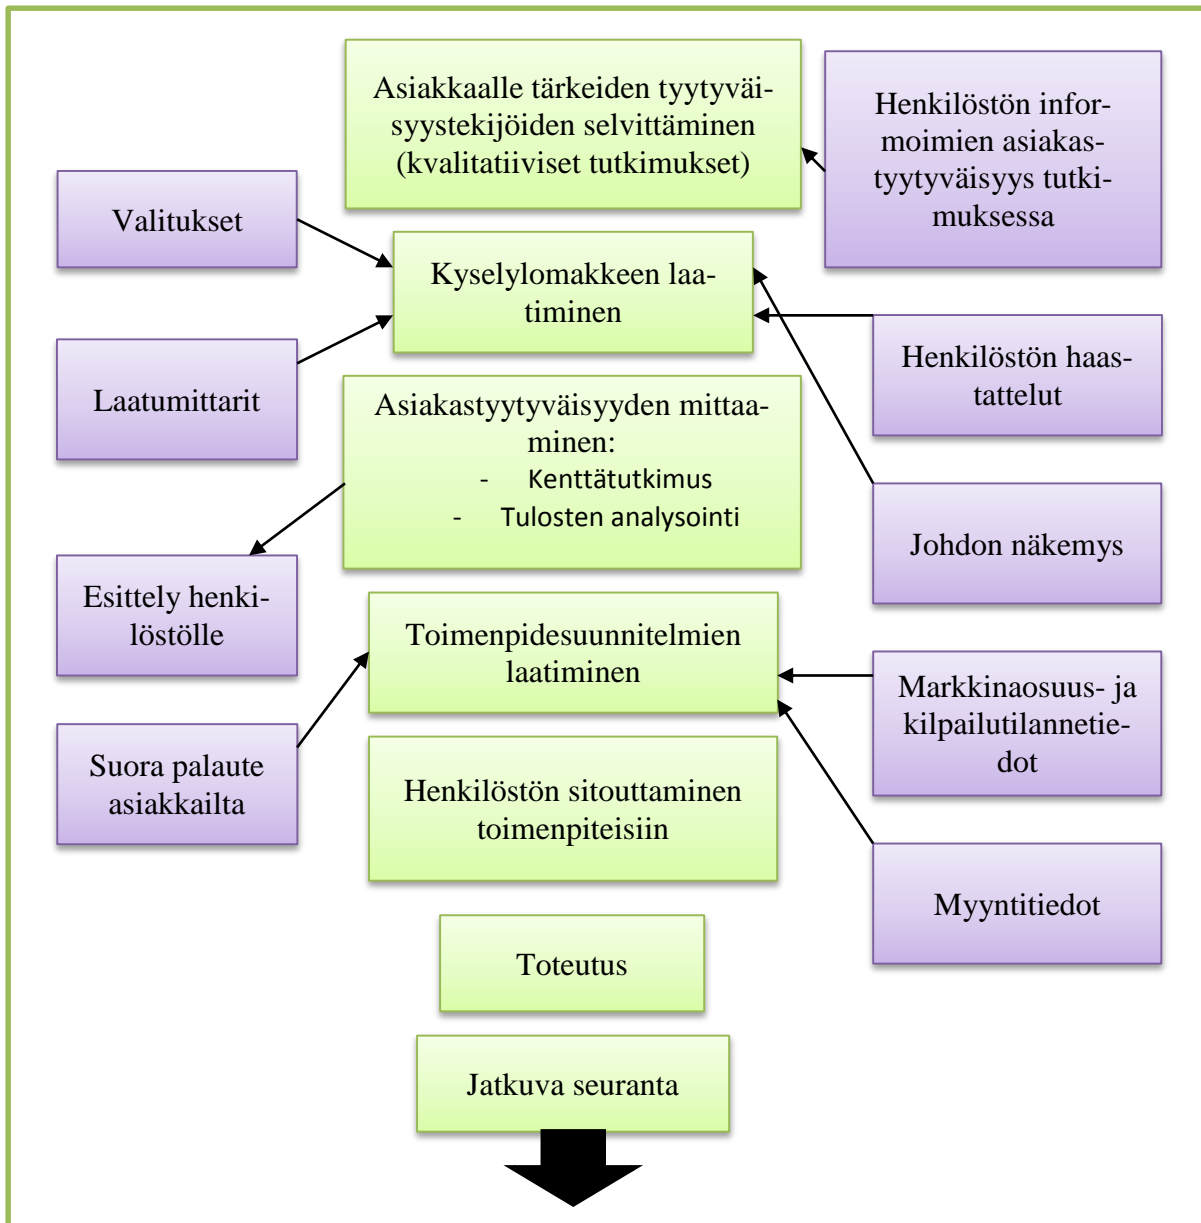 Asiakkaalle tärkeiden tyytyväi-
syystekijöiden selvittäminen
(kvalitatiiviset tutkimukset)
Henkilöstön infor-
moimien asiakas-
tyytyväisyys tutki-
muksessa
Valitukset
Kyselylomakkeen laa-
timinen
Laatumittarit
Henkilöstön haas-
tattelut
Asiakastyytyväisyyden mittaa-
minen:
- Kenttätutkimus
- Tulosten analysointi
Johdon näkemys
Esittely henki-
löstölle
Toimenpidesuunnitelmien
laatiminen
Markkinaosuus- ja
kilpailutilannetie-
dot
Suora palaute
asiakkailta
Henkilöstön sitouttaminen
toimenpiteisiin
Myyntitiedot
Toteutus
Jatkuva seuranta